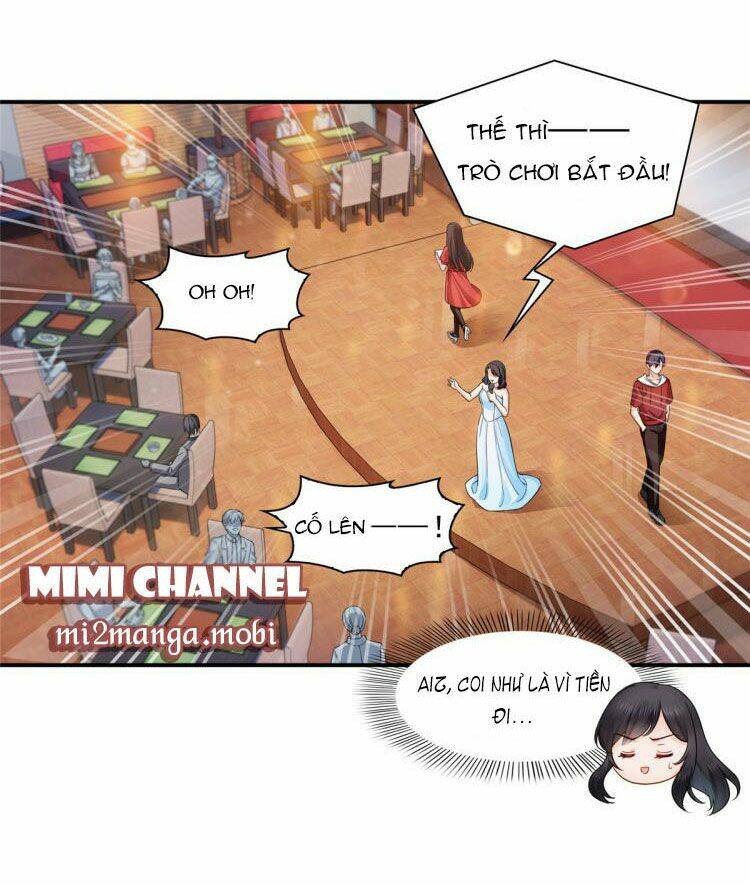 THẾ THÌ———
TRÒ CHƠI BẮT ĐẦU!
OH OH!
CỐ LÊN ——!
MIMI CHANNEL
mi2manga.mobi
AIZ, COI NHƯ LÀ VÌ TIỀN
ĐI...